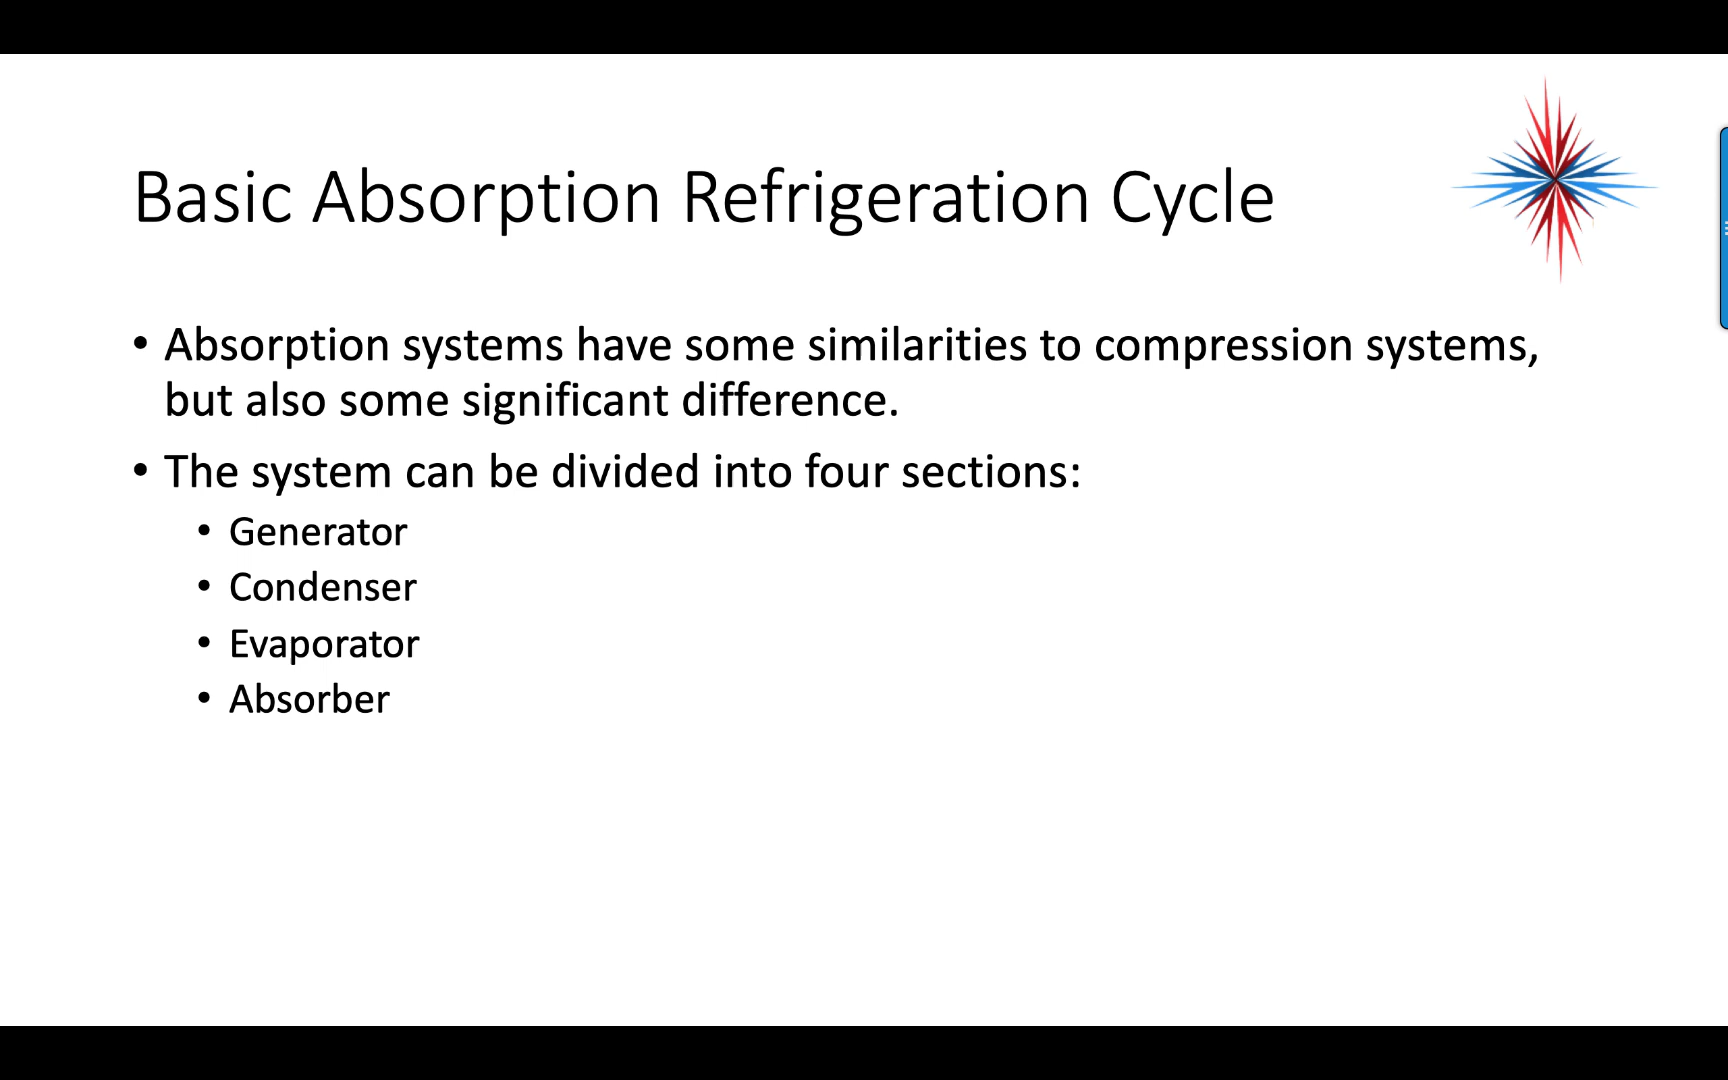 Basic Absorption Refrigeration Cycle
• Absorption systems have some similarities to compression systems,
but also some significant difference.
• The system can be divided into four sections:
• Generator
• Condenser
• Evaporator
• Absorber